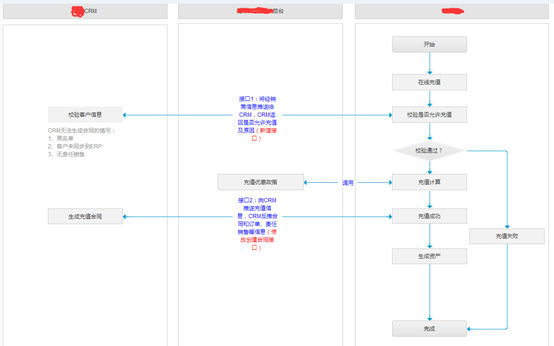 CRM
后台
开始
在线充值
校验客户信息
接口1：将经销
商信息推送给
CRM，CRM返
回是否允许充值
及原因（新增接
口）
校验是否允许充值
CRM无法生成合同的情况：
1、黑名单
2、客户未同步到ERP
3、无责任销售
校验通过？
充值优惠政策
调用
充值计算
接口2：向CRM
推送充值信
息，CRM反推合
同和订单、责任
销售等信息（修
改创建合同接
口）
生成充值合同
充值成功
充值失败
生成资产
完成